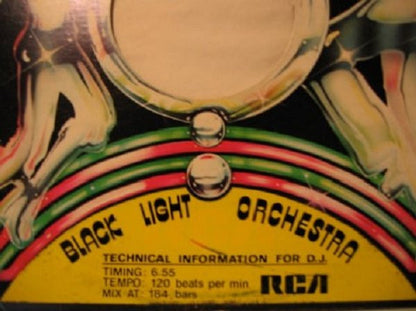 BLACK LIGHT ORCHESTRA
TECHNICAL INFORMATION FOR D.J.
TIMING: 6.55
TEMPO: 120 beats per min
MIX AT: 184 bars
RCA